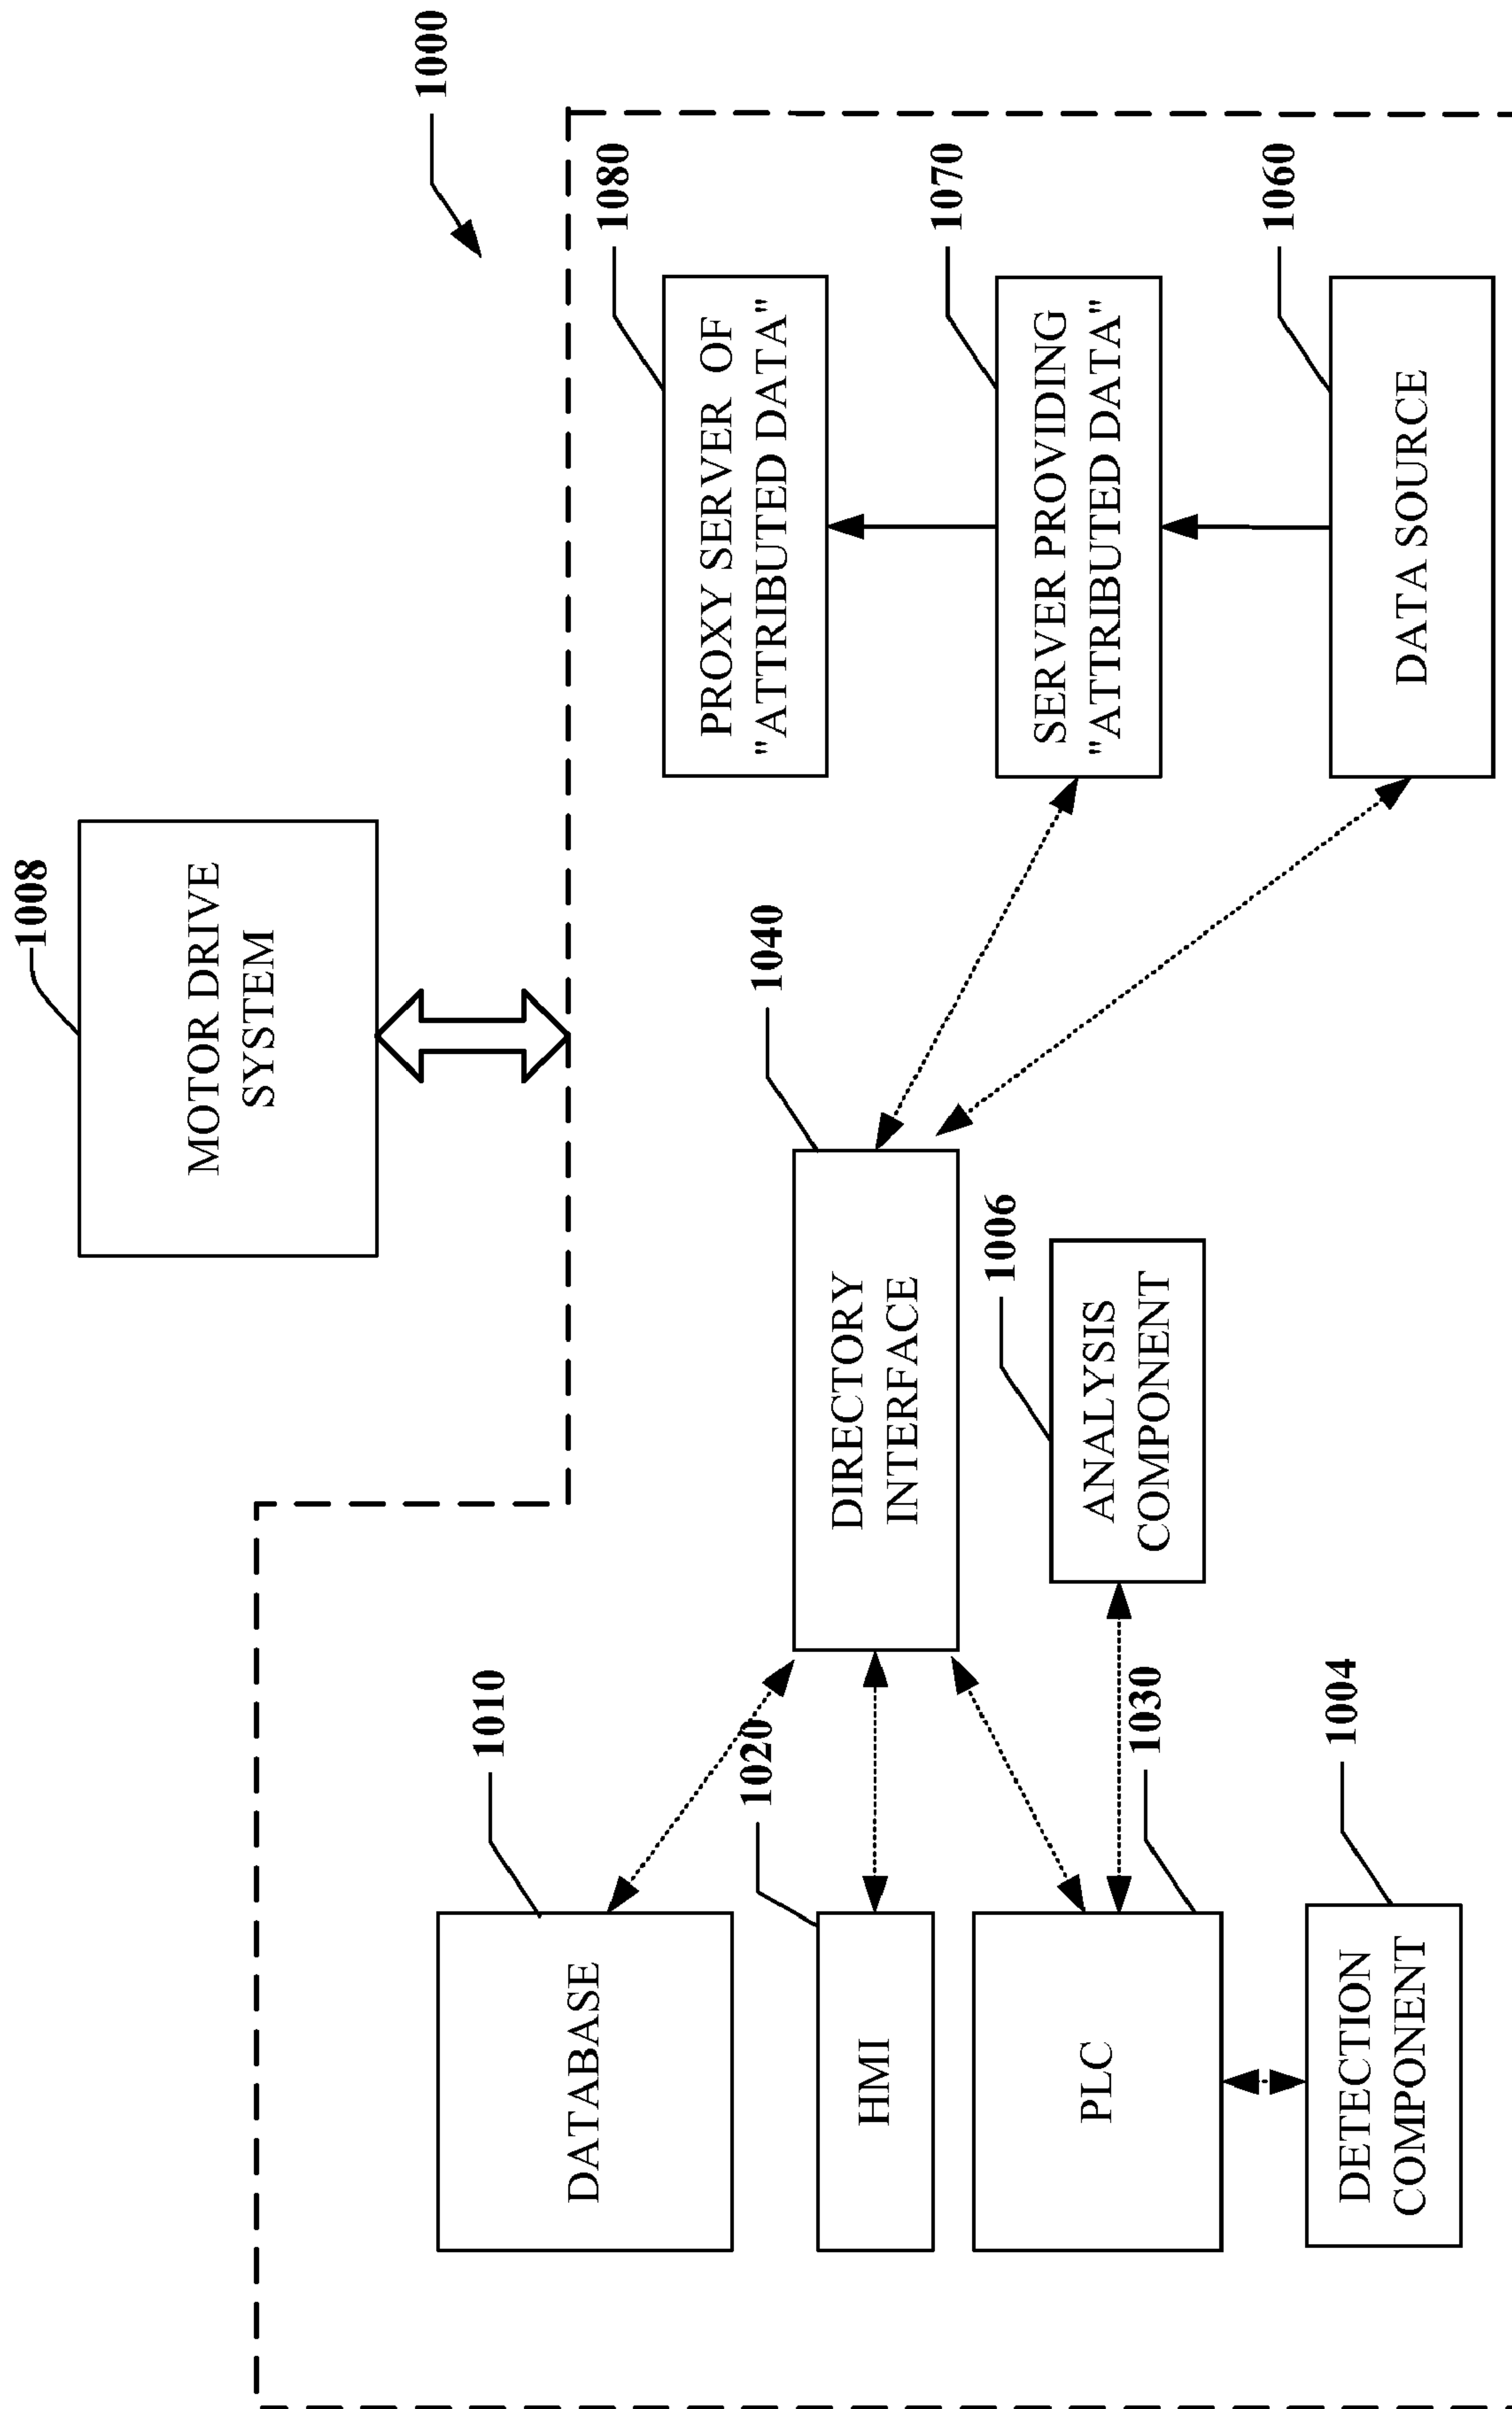 1000
1008
MOTOR DRIVE
SYSTEM
1010
DATABASE
1020
HMI
1030
PLC
1004
DETECTION
COMPONENT
1040
DIRECTORY
INTERFACE
1006
ANALYSIS
COMPONENT
1080
PROXY SERVER OF
"ATTRIBUTED DATA"
1070
SERVER PROVIDING
"ATTRIBUTED DATA"
1060
DATA SOURCE